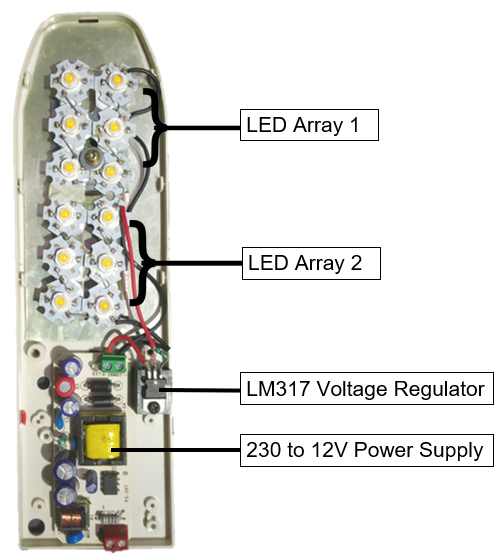 LED Array 1
LED Array 2
LM317 Voltage Regulator
230 to 12V Power Supply